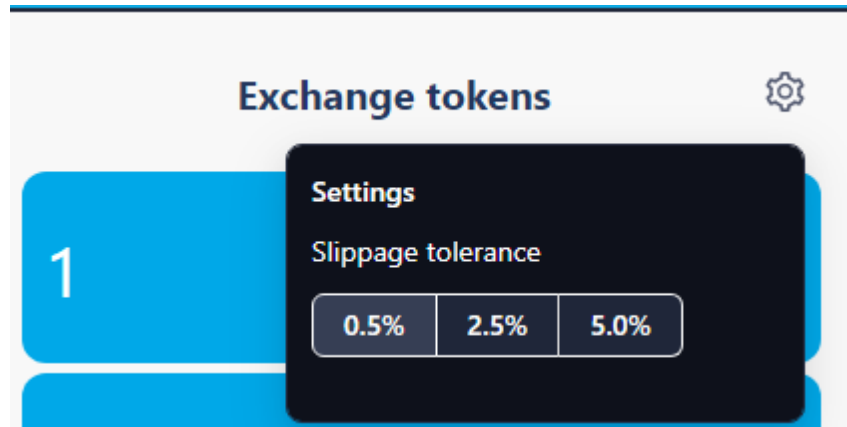 Exchange tokens
Settings
Slippage tolerance
1
0.5% 2.5% 5.0%